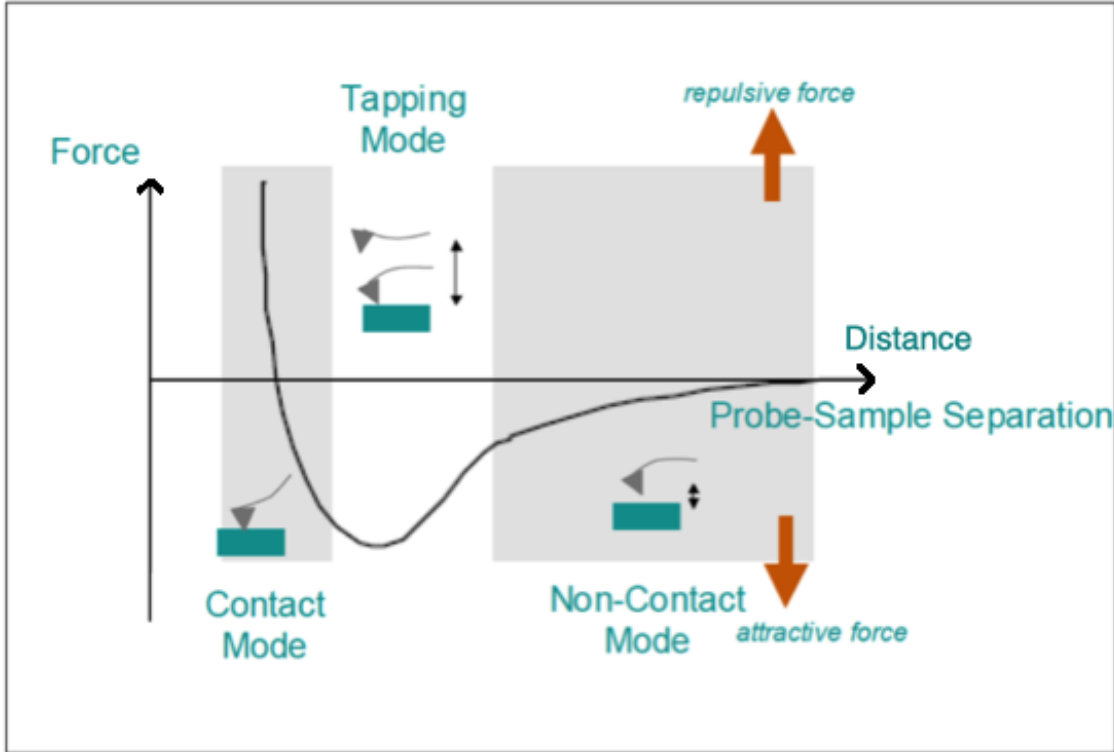 Tapping
Mode
repulsive force
Force
Distance
Probe-Sample Separation
Contact
Mode
Non-Contact
Mode
attractive force